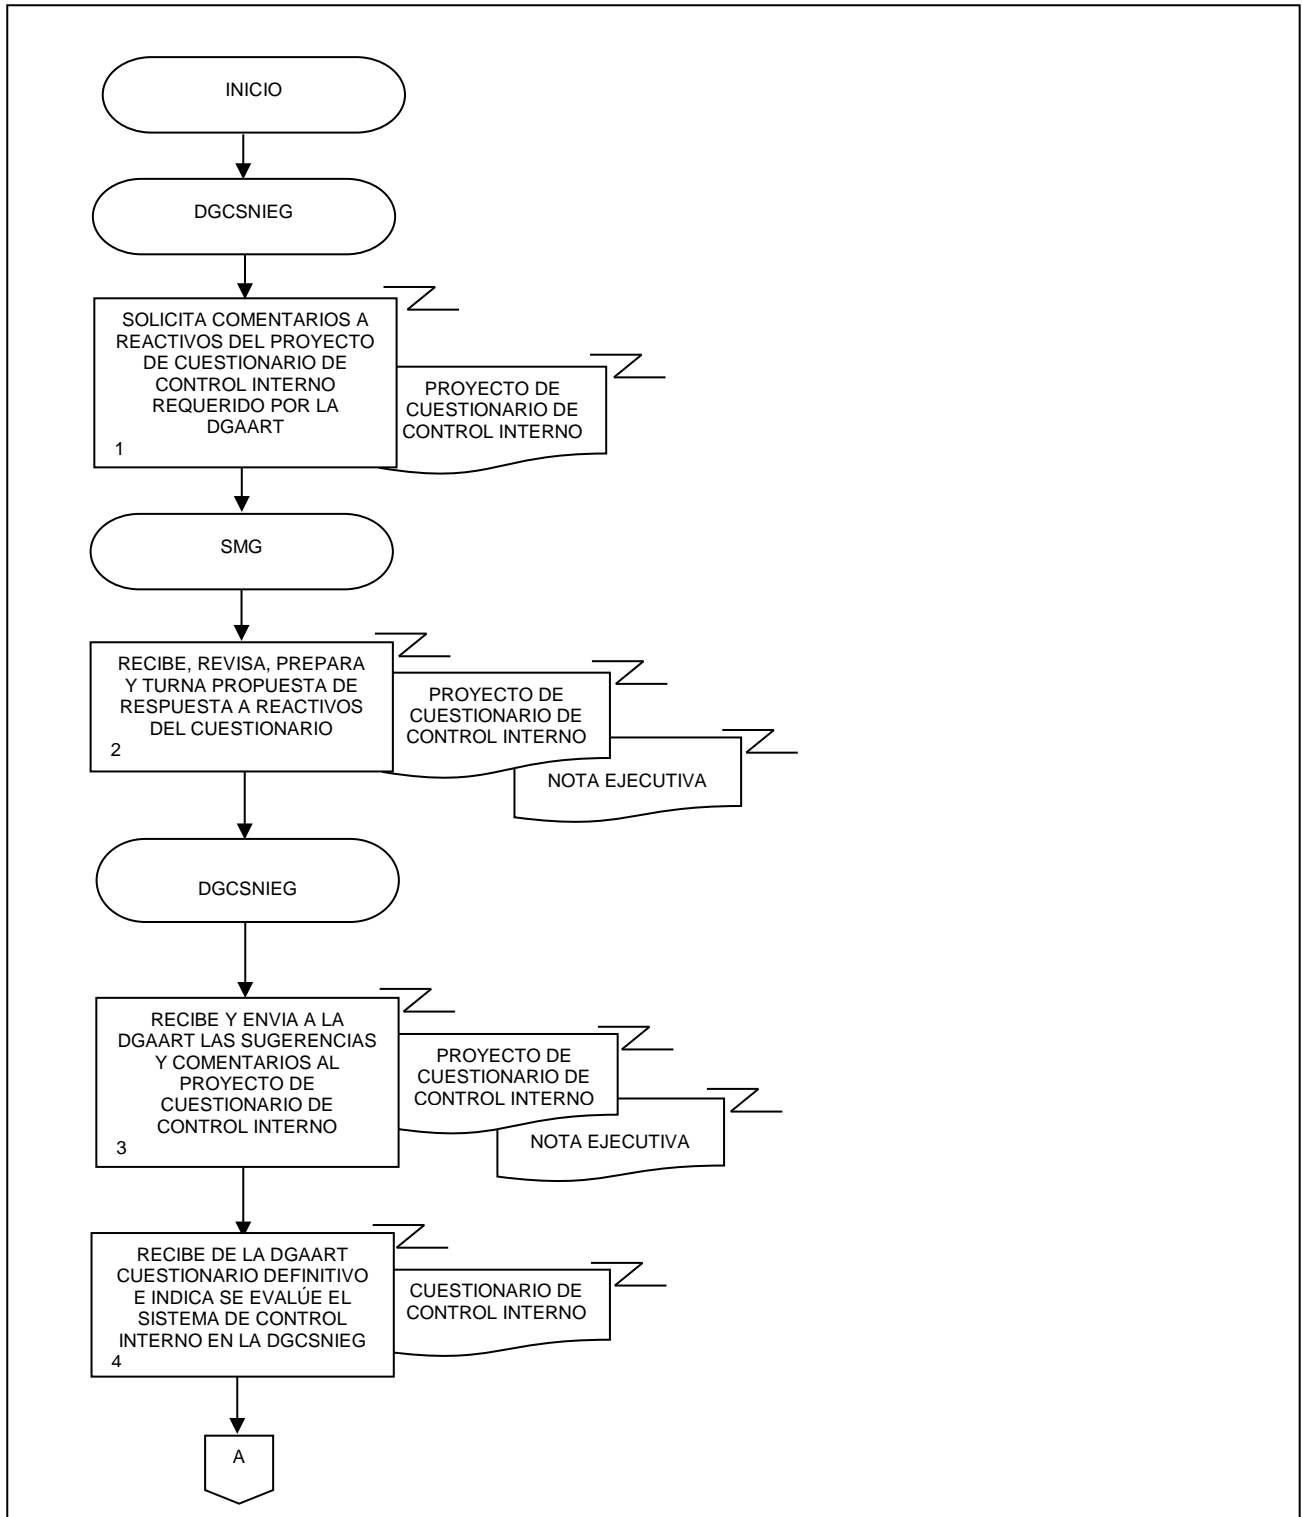 INICIO
DGCSNIEG
SOLICITA COMENTARIOS A
REACTIVOS DEL PROYECTO
DE CUESTIONARIO DE
CONTROL INTERNO
REQUERIDO POR LA
DGAART
1
PROYECTO DE
CUESTIONARIO DE
CONTROL INTERNO
SMG
RECIBE, REVISA, PREPARA
Y TURNA PROPUESTA DE
RESPUESTA A REACTIVOS
DEL CUESTIONARIO
2
PROYECTO DE
CUESTIONARIO DE
CONTROL INTERNO
NOTA EJECUTIVA
DGCSNIEG
RECIBE Y ENVIA A LA
DGAART LAS SUGERENCIAS
Y COMENTARIOS AL
PROYECTO DE
CUESTIONARIO DE
CONTROL INTERNO
3
PROYECTO DE
CUESTIONARIO DE
CONTROL INTERNO
NOTA EJECUTIVA
RECIBE DE LA DGAART
CUESTIONARIO DEFINITIVO
E INDICA SE EVALÚE EL
SISTEMA DE CONTROL
INTERNO EN LA DGCSNIEG
4
CUESTIONARIO DE
CONTROL INTERNO
A